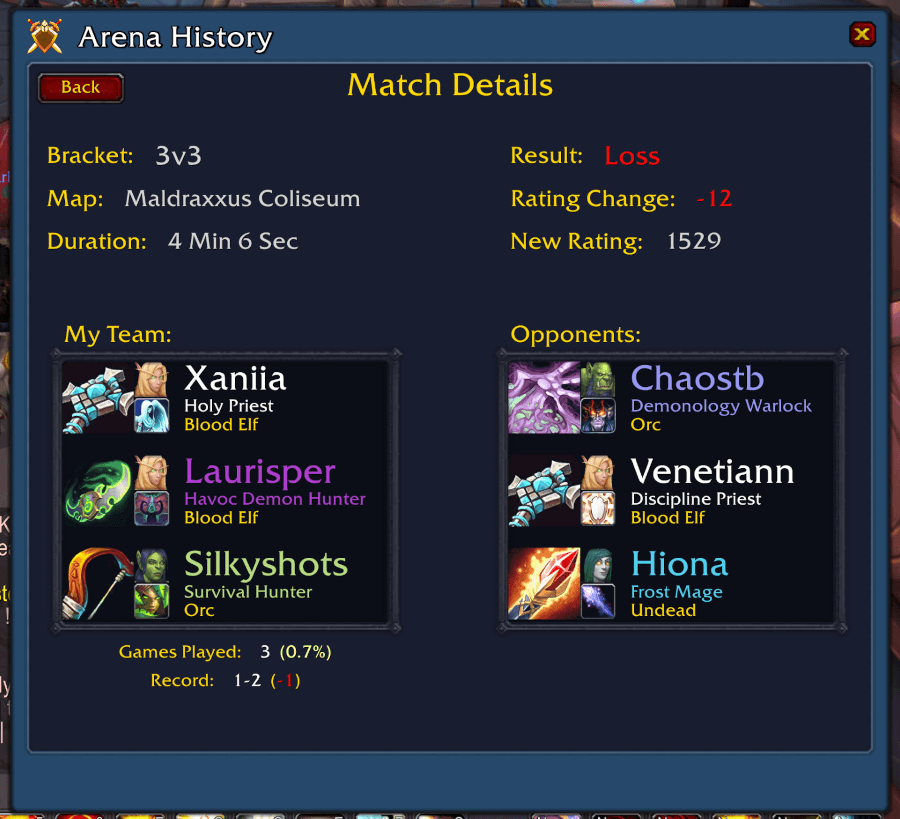 Arena History
Back
Match Details
Bracket: 3v3
Result: Loss
Map: Maldraxxus Coliseum
Rating Change: -12
Duration: 4 Min 6 Sec
New Rating: 1529
My Team:
Xaniia
Holy Priest
Blood Elf
Laurisper
Havoc Demon Hunter
Blood Elf
Silkyshots
Survival Hunter
Orc
Games Played: 3 (0.7%)
Record: 1-2 (-1)
Opponents:
Chaostb
Demonology Warlock
Orc
Venetiann
Discipline Priest
Blood Elf
Hiona
Frost Mage
Undead